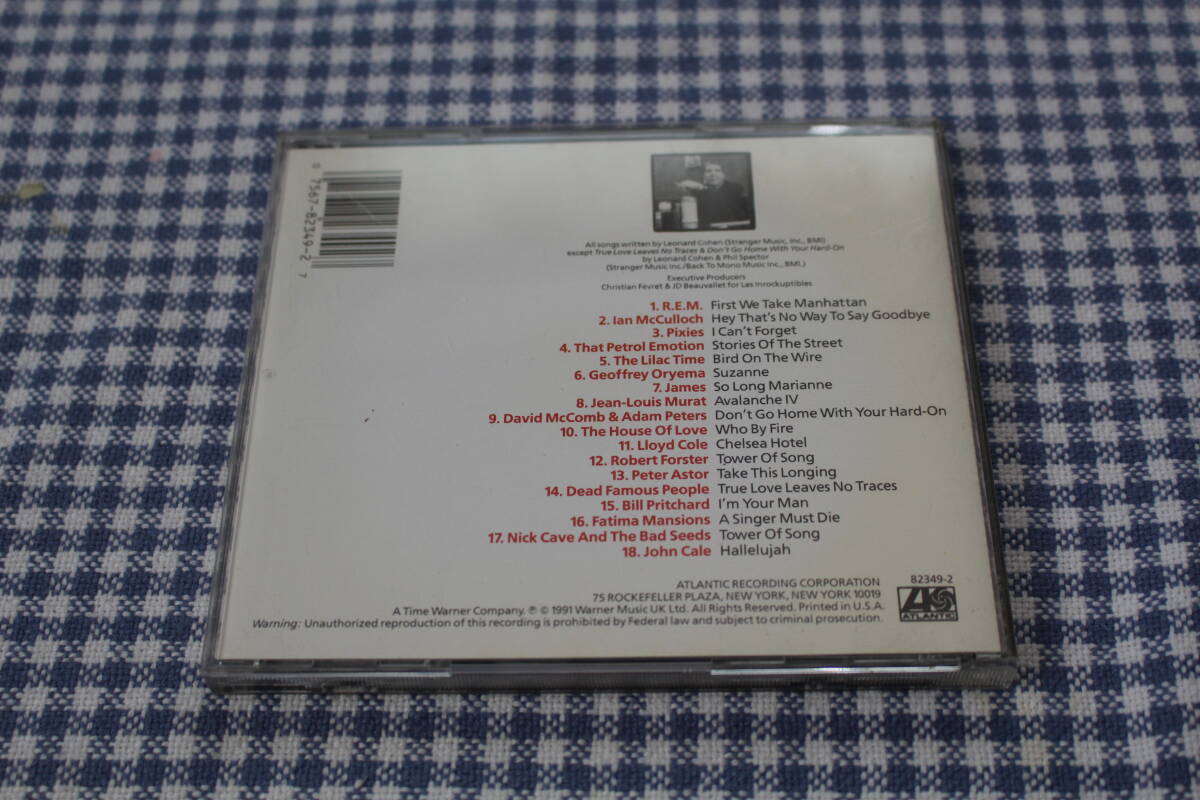 0 7567-82349-2 7
All songs written by Leonard Cohen (Stranger Music, Inc., BMI)
except True Love Leaves No Traces & Don't Go Home With Your Hard-On
by Leonard Cohen & Phil Spector
(Stranger Music Inc./Back To Mono Music Inc., BMI.)
Executive Producers
Christian Fevret & JD Beauvallet for Les Inrockuptibles
1. R.E.M. First We Take Manhattan
2. Ian McCulloch Hey That's No Way To Say Goodbye
3. Pixies I Can't Forget
4. That Petrol Emotion Stories Of The Street
5. The Lilac Time Bird On The Wire
6. Geoffrey Oryema Suzanne
7. James So Long Marianne
8. Jean-Louis Murat Avalanche IV
9. David McComb & Adam Peters Don't Go Home With Your Hard-On
10. The House Of Love Who By Fire
11. Lloyd Cole Chelsea Hotel
12. Robert Forster Tower Of Song
13. Peter Astor Take This Longing
14. Dead Famous People True Love Leaves No Traces
15. Bill Pritchard I'm Your Man
16. Fatima Mansions A Singer Must Die
17. Nick Cave And The Bad Seeds Tower Of Song
18. John Cale Hallelujah
ATLANTIC RECORDING CORPORATION
75 ROCKEFELLER PLAZA, NEW YORK, NEW YORK 10019
A Time Warner Company. ℗ © 1991 Warner Music UK Ltd. All Rights Reserved. Printed in U.S.A.
Warning: Unauthorized reproduction of this recording is prohibited by Federal law and subject to criminal prosecution.
82349-2
ATLANTIC